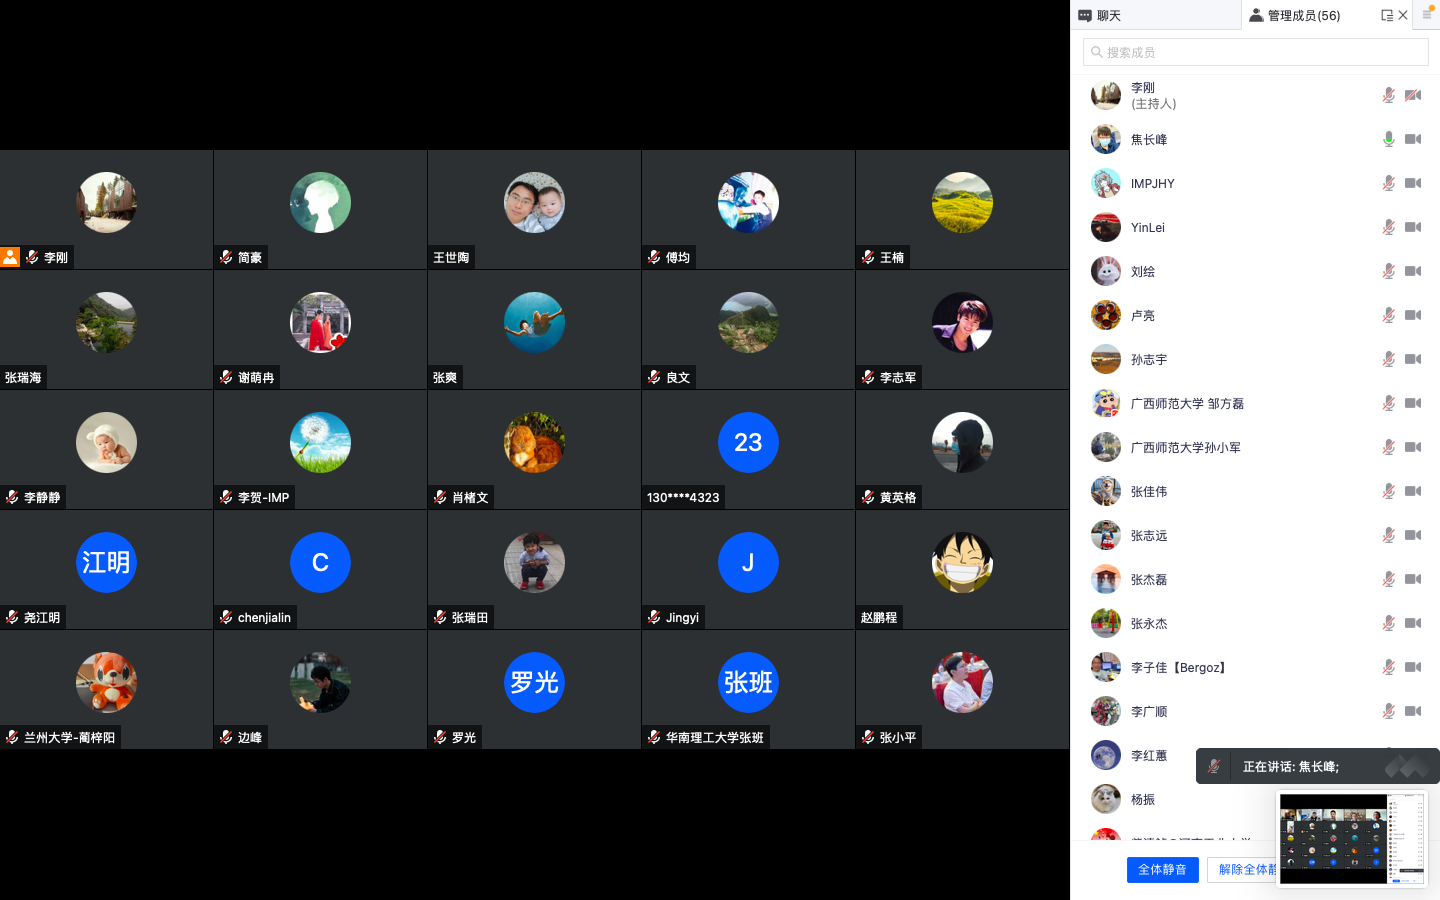 聊天
管理成员(56)
搜索成员
李刚
(主持人)
焦长峰
IMPJHY
YinLei
刘绘
卢亮
孙志宇
广西师范大学 邹方磊
广西师范大学孙小军
张佳伟
张志远
张杰磊
张永杰
李子佳【Bergoz】
李广顺
李红蕙
杨振
正在讲话: 焦长峰;
全体静音
解除全体静
李刚
简豪
王世陶
傅均
王楠
张瑞海
谢萌冉
张奭
良文
李志军
李静静
李贺-IMP
肖楮文
23
130****4323
黄英格
江明
尧江明
C
chenjialin
张瑞田
J
Jingyi
赵鹏程
兰州大学-蔺梓阳
边峰
罗光
罗光
张班
华南理工大学张班
张小平